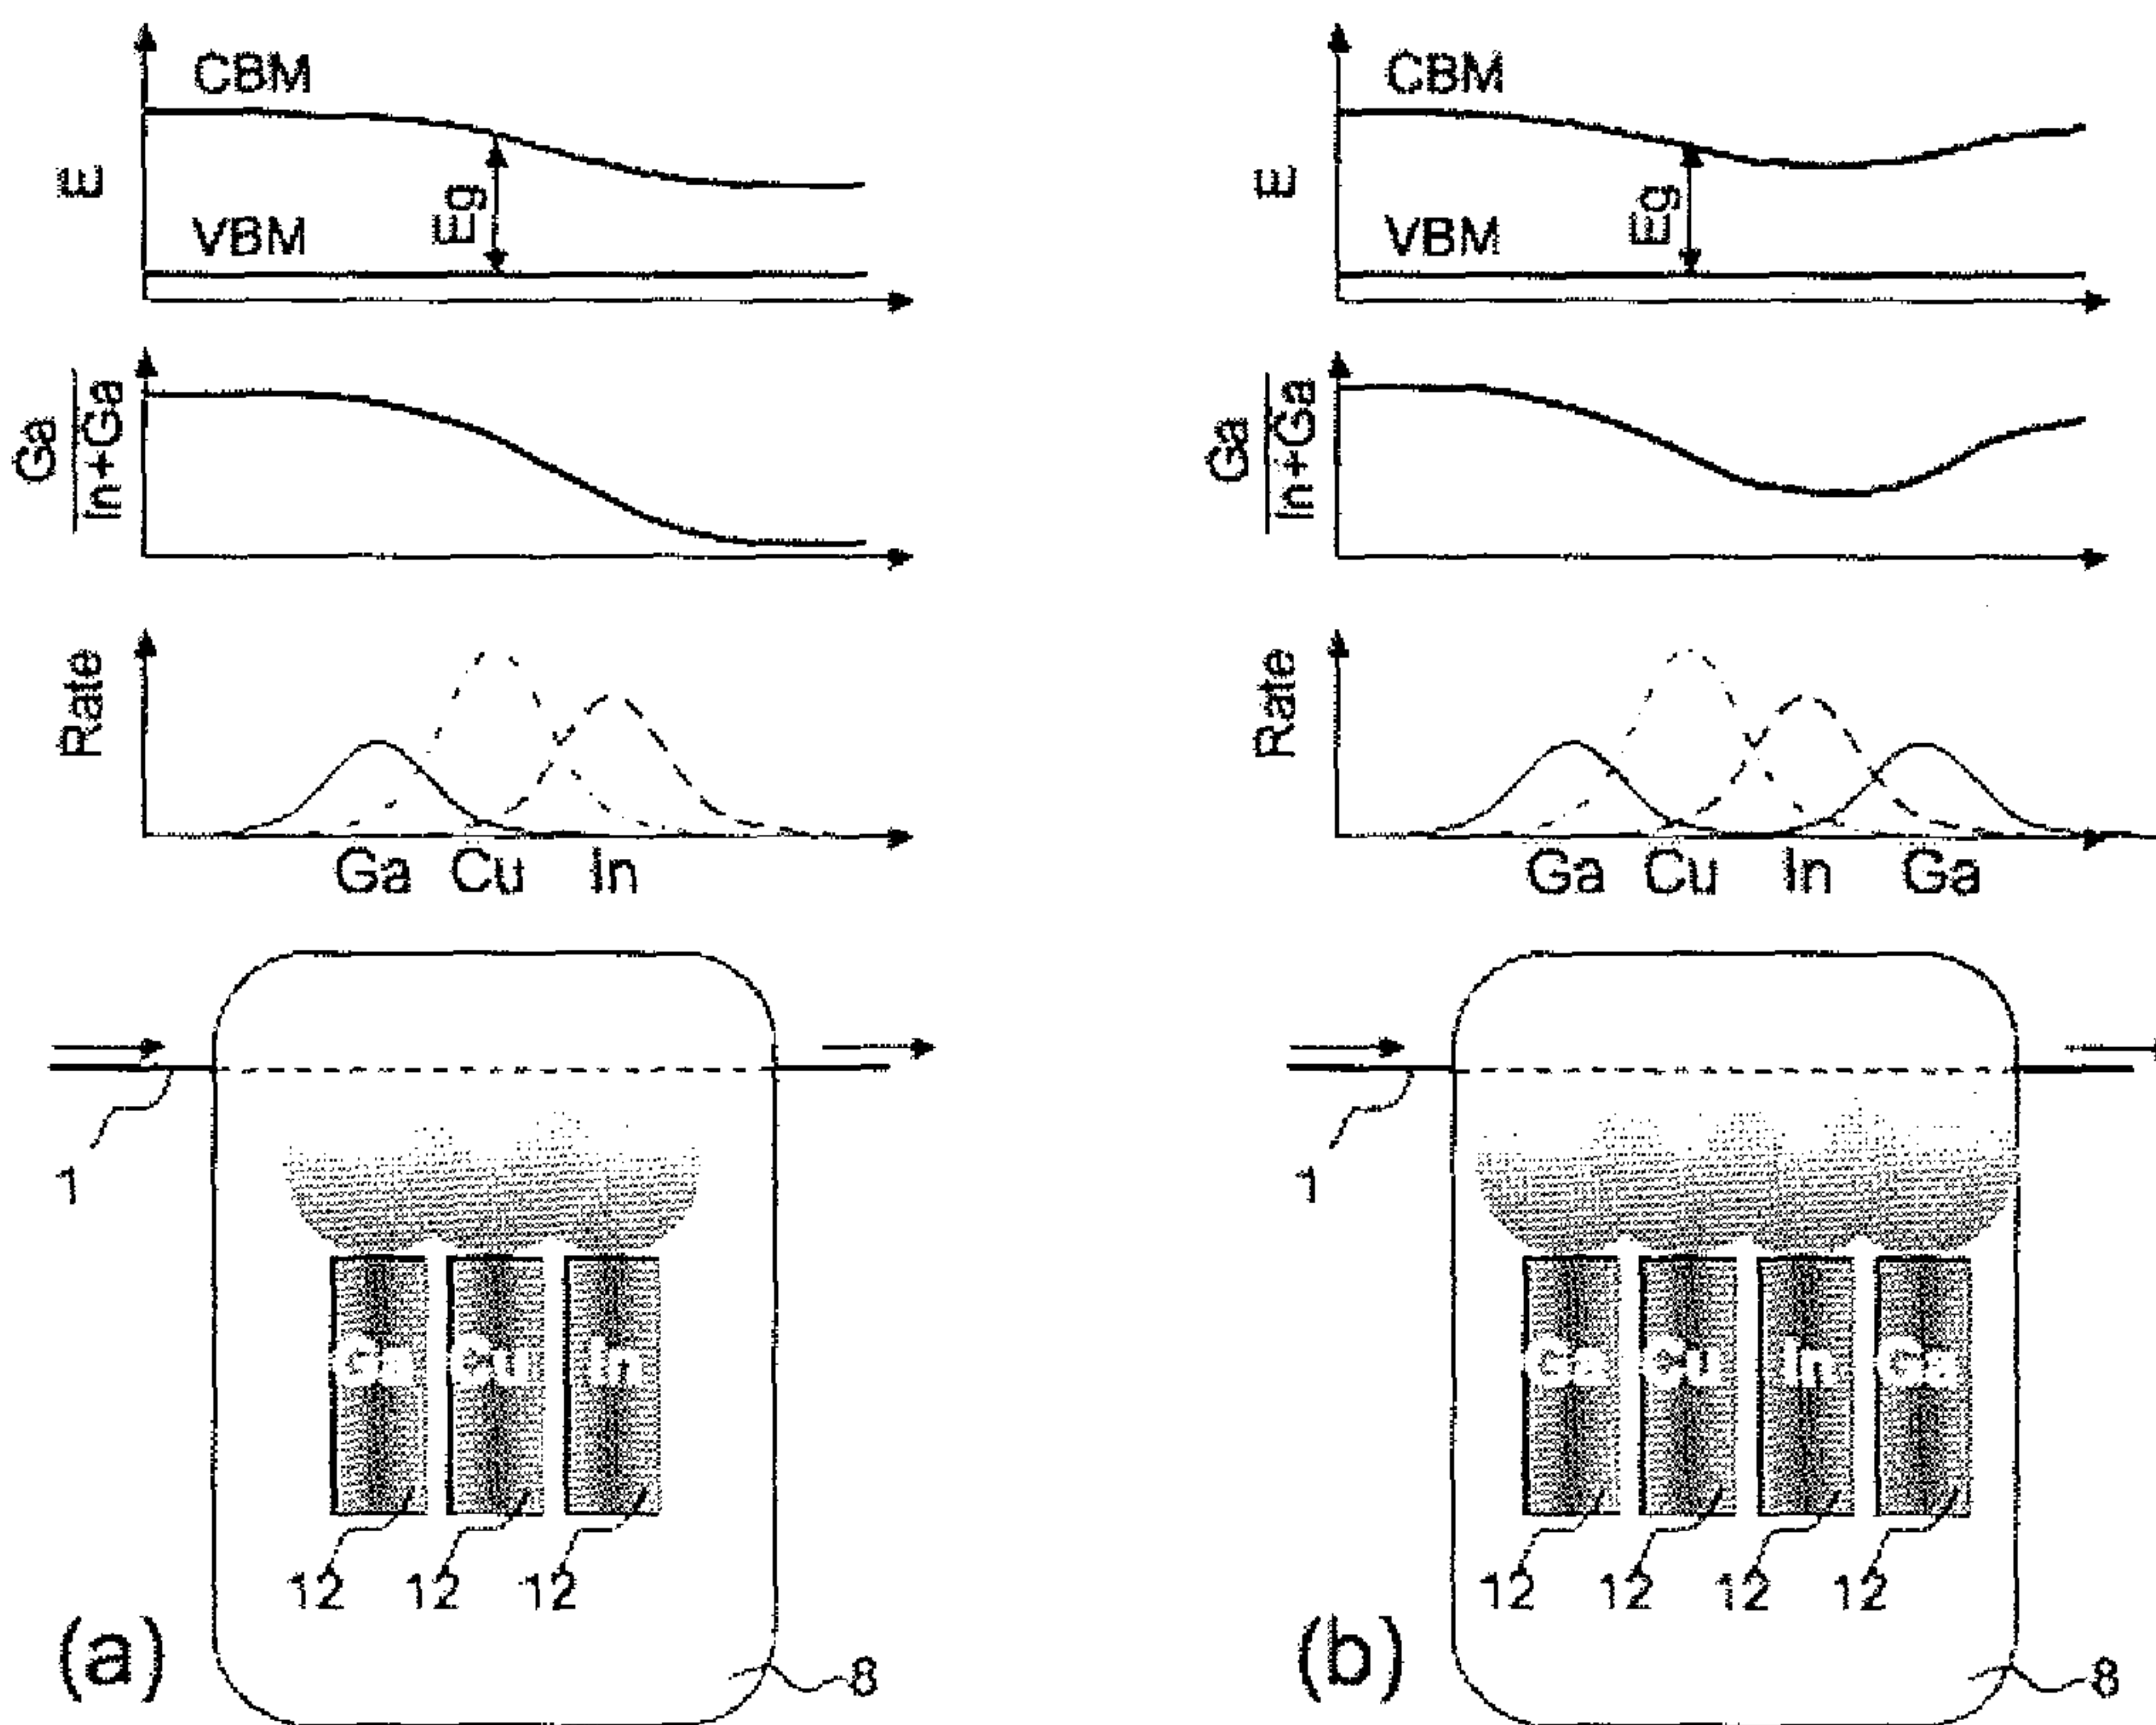 CBM
E
Eg
VBM
Ga
In+Ga
Rate
Ga Cu In
1
Ga Cu In
12 12 12
(a)
8
CBM
E
Eg
VBM
Ga
In+Ga
Rate
Ga Cu In Ga
1
Ga Cu In Ga
12 12 12 12
(b)
8